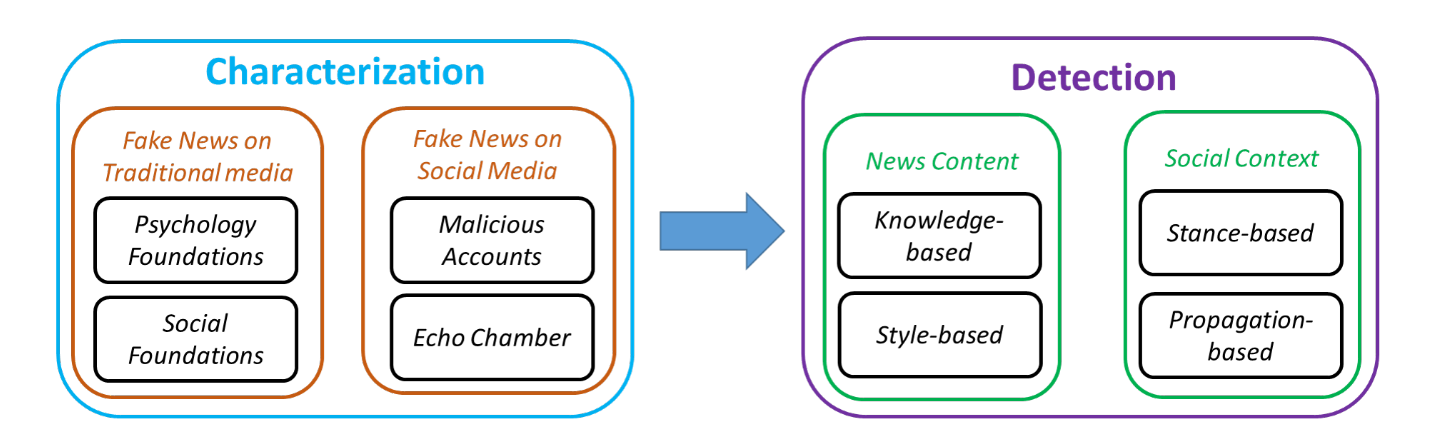 Characterization
Fake News on
Traditional media
Psychology
Foundations
Social
Foundations
Fake News on
Social Media
Malicious
Accounts
Echo Chamber
Detection
News Content
Knowledge-
based
Style-based
Social Context
Stance-based
Propagation-
based